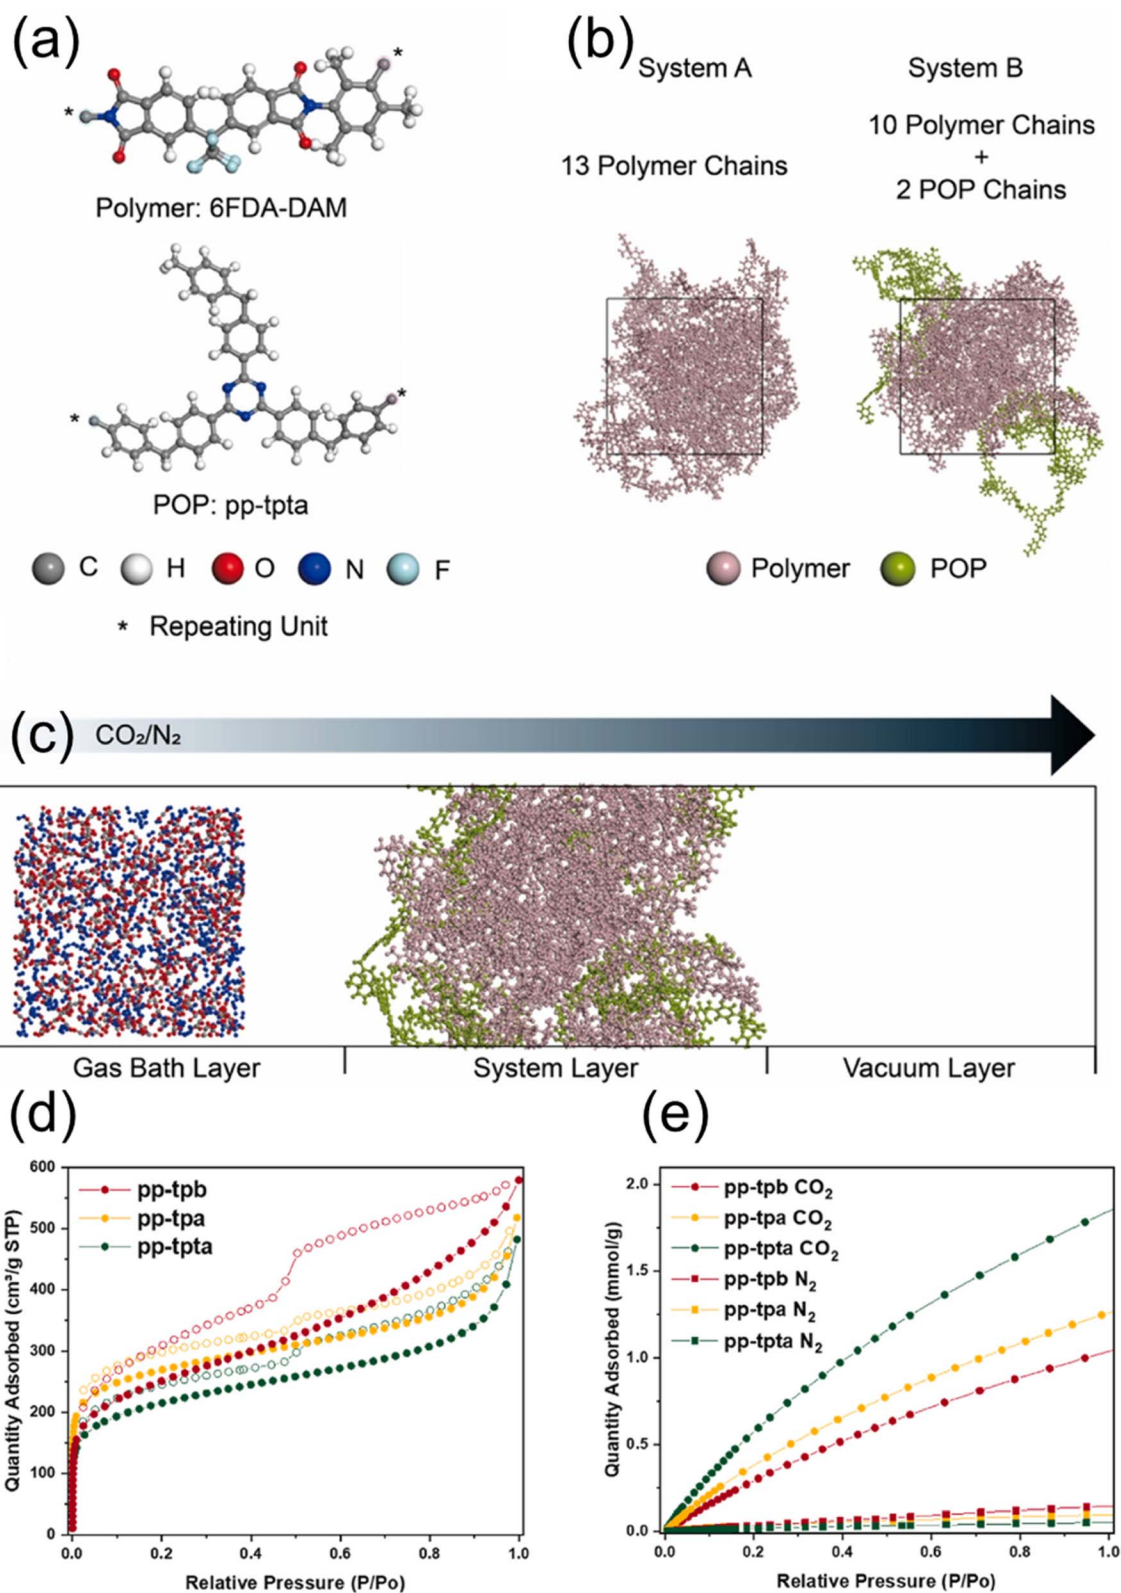 (a)
*
*
Polymer: 6FDA-DAM
*
*
POP: pp-tpta
C H O N F
* Repeating Unit
(b)
System A
System B
13 Polymer Chains
10 Polymer Chains
+
2 POP Chains
Polymer POP
(c)
CO₂/N₂
Gas Bath Layer
System Layer
Vacuum Layer
(d)
Quantity Adsorbed (cm³/g STP)
600
500
400
300
200
100
0
pp-tpb
pp-tpa
pp-tpta
0.0 0.2 0.4 0.6 0.8 1.0
Relative Pressure (P/Po)
(e)
Quantity Adsorbed (mmol/g)
2.0
1.5
1.0
0.5
0.0
pp-tpb CO₂
pp-tpa CO₂
pp-tpta CO₂
pp-tpb N₂
pp-tpa N₂
pp-tpta N₂
0.0 0.2 0.4 0.6 0.8 1.0
Relative Pressure (P/Po)